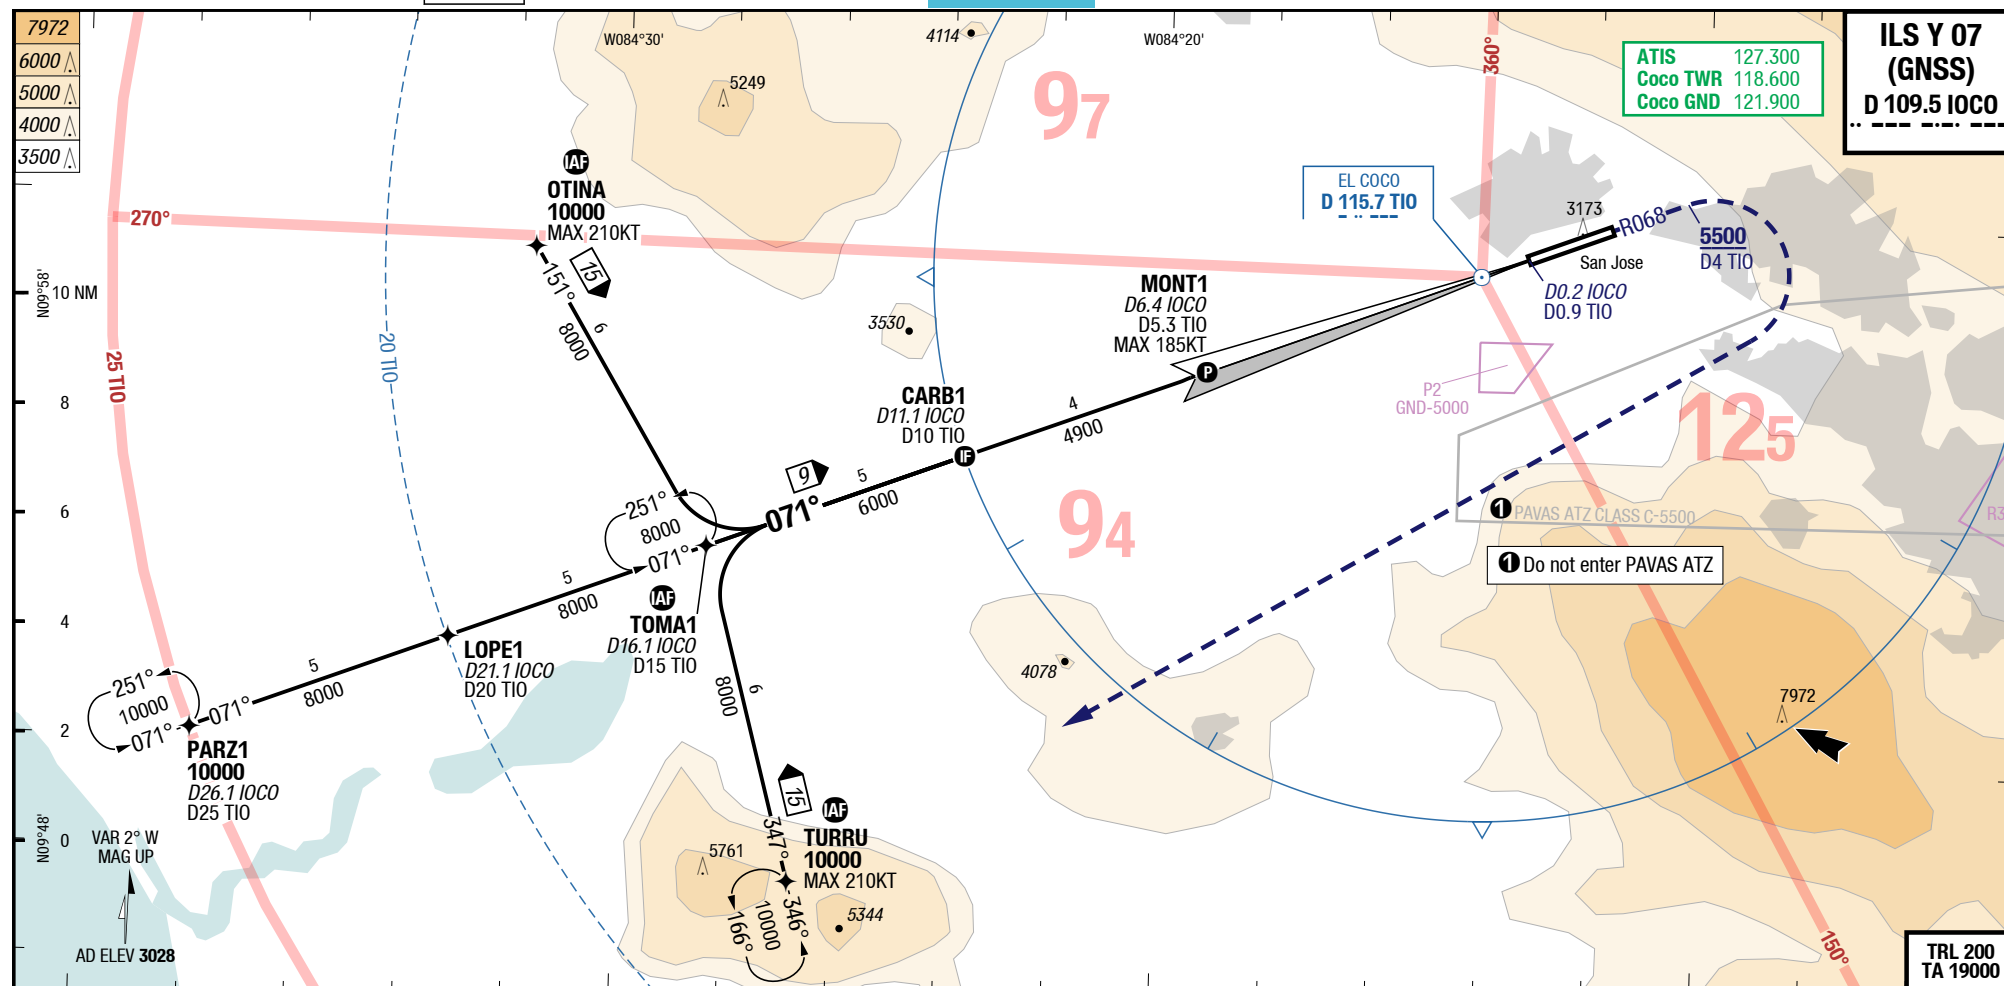 7972
6000
5000
4000
3500
W084°30'
W084°20'
4114
5249
97
360°
ATIS 127.300
Coco TWR 118.600
Coco GND 121.900
ILS Y 07
(GNSS)
D 109.5 IOCO
IAF
OTINA
10000
MAX 210KT
270°
15
151°
6
8000
N09°58'
10 NM
25 TIO
20 TIO
3530
EL COCO
D 115.7 TIO
3173
R068
5500
D4 TIO
San Jose
D0.2 IOCO
D0.9 TIO
MONT1
D6.4 IOCO
D5.3 TIO
MAX 185KT
P
P2
GND-5000
125
8
CARB1
D11.1 IOCO
D10 TIO
IF
4
4900
9
071°
5
6000
94
6
251°
8000
071°
IAF
TOMA1
D16.1 IOCO
D15 TIO
5
8000
1 PAVAS ATZ CLASS C-5500
R3
1 Do not enter PAVAS ATZ
4
LOPE1
D21.1 IOCO
D20 TIO
5
8000
251°
10000
071°
071°
2
PARZ1
10000
D26.1 IOCO
D25 TIO
4078
7972
6
8000
15
347°
IAF
TURRU
10000
MAX 210KT
5761
5344
166°
10000
346°
N09°48'
0
VAR 2° W
MAG UP
AD ELEV 3028
150°
TRL 200
TA 19000